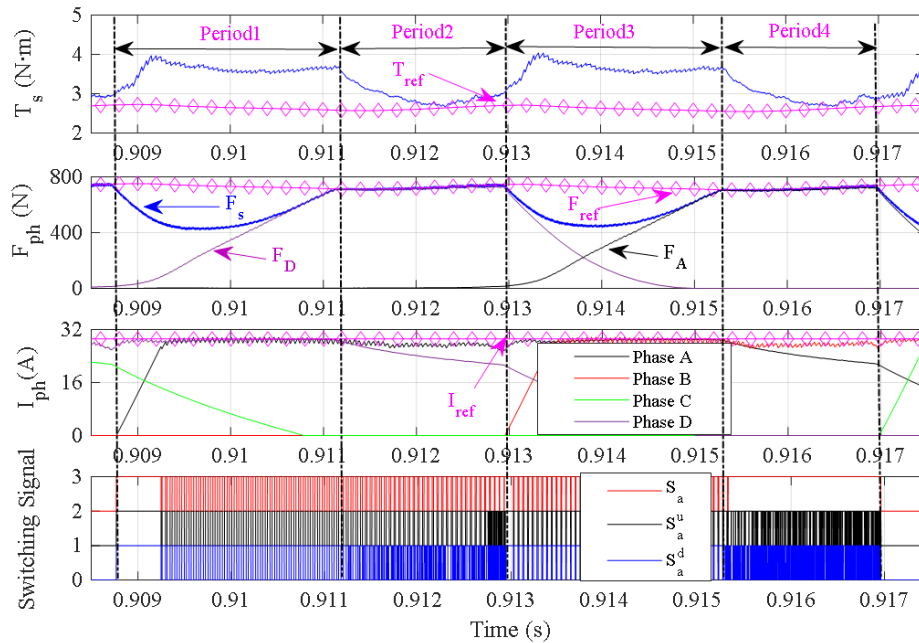 Period1 Period2 Period3 Period4
T_s (N·m)
5
4
3
2
T_ref
0.909 0.91 0.911 0.912 0.913 0.914 0.915 0.916 0.917
F_ph (N)
800
400
0
F_s
F_D
F_ref
F_A
0.909 0.91 0.911 0.912 0.913 0.914 0.915 0.916 0.917
I_ph(A)
32
16
0
I_ref
Phase A
Phase B
Phase C
Phase D
0.909 0.91 0.911 0.912 0.913 0.914 0.915 0.916 0.917
Switching Signal
3
2
1
0
S_a
S_a^u
S_a^d
0.909 0.91 0.911 0.912 0.913 0.914 0.915 0.916 0.917
Time (s)